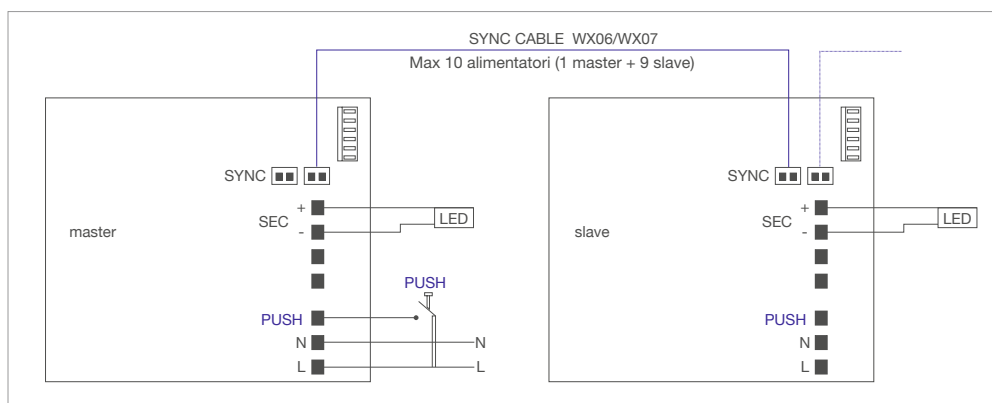 SYNC CABLE WX06/WX07
Max 10 alimentatori (1 master + 9 slave)
SYNC
+
SEC
-
LED
master
PUSH
PUSH
N
N
L
L
SYNC
+
SEC
-
LED
slave
PUSH
N
L